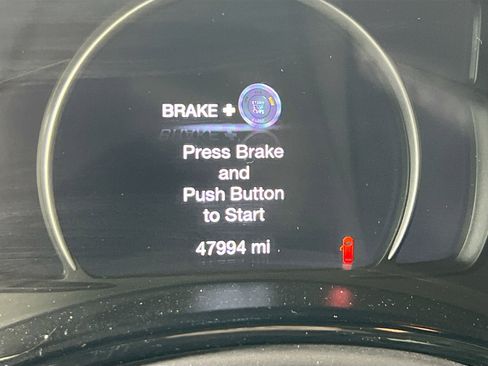 BRAKE +
Press Brake
and
Push Button
to Start
47994 mi